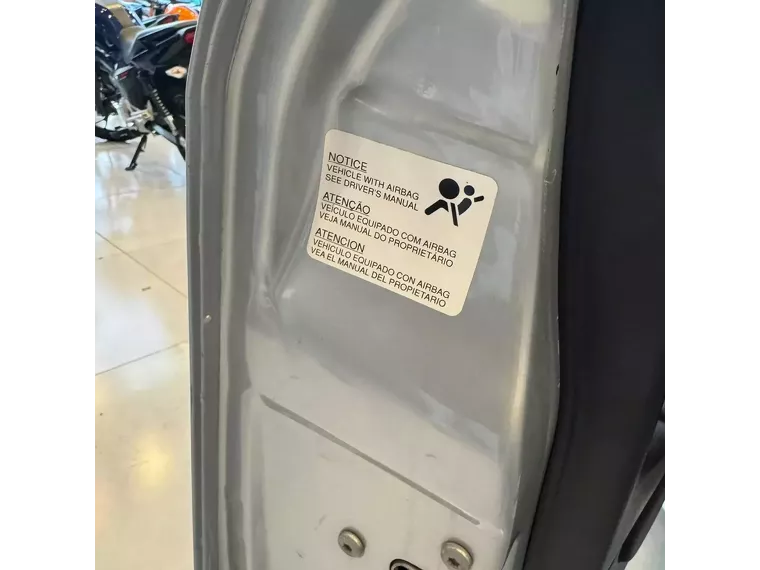 NOTICE
VEHICLE WITH AIRBAG
SEE DRIVER'S MANUAL
ATENÇÃO
VEÍCULO EQUIPADO COM AIRBAG
VEJA MANUAL DO PROPRIETÁRIO
ATENCION
VEHICULO EQUIPADO CON AIRBAG
VEA EL MANUAL DEL PROPIETARIO